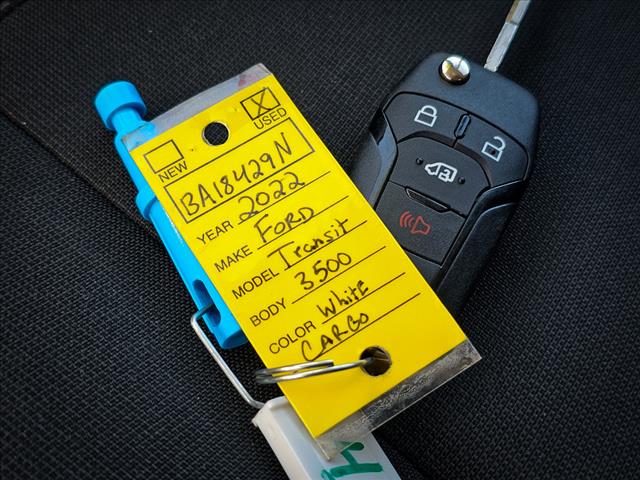 NEW
X USED
BA18429N
YEAR 2022
MAKE FORD
MODEL Transit
BODY 3500
COLOR White
CARGO